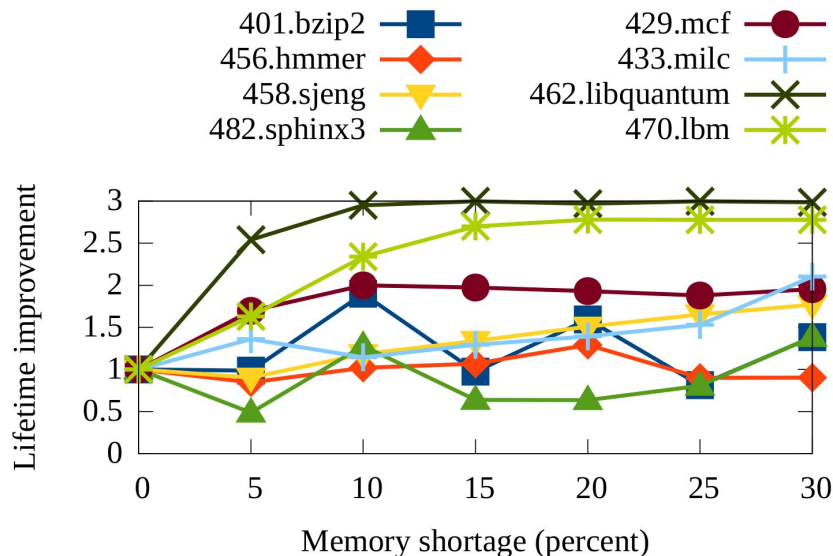 401.bzip2 429.mcf
456.hmmer 433.milc
458.sjeng 462.libquantum
482.sphinx3 470.lbm
Lifetime improvement
3
2.5
2
1.5
1
0.5
0
0 5 10 15 20 25 30
Memory shortage (percent)